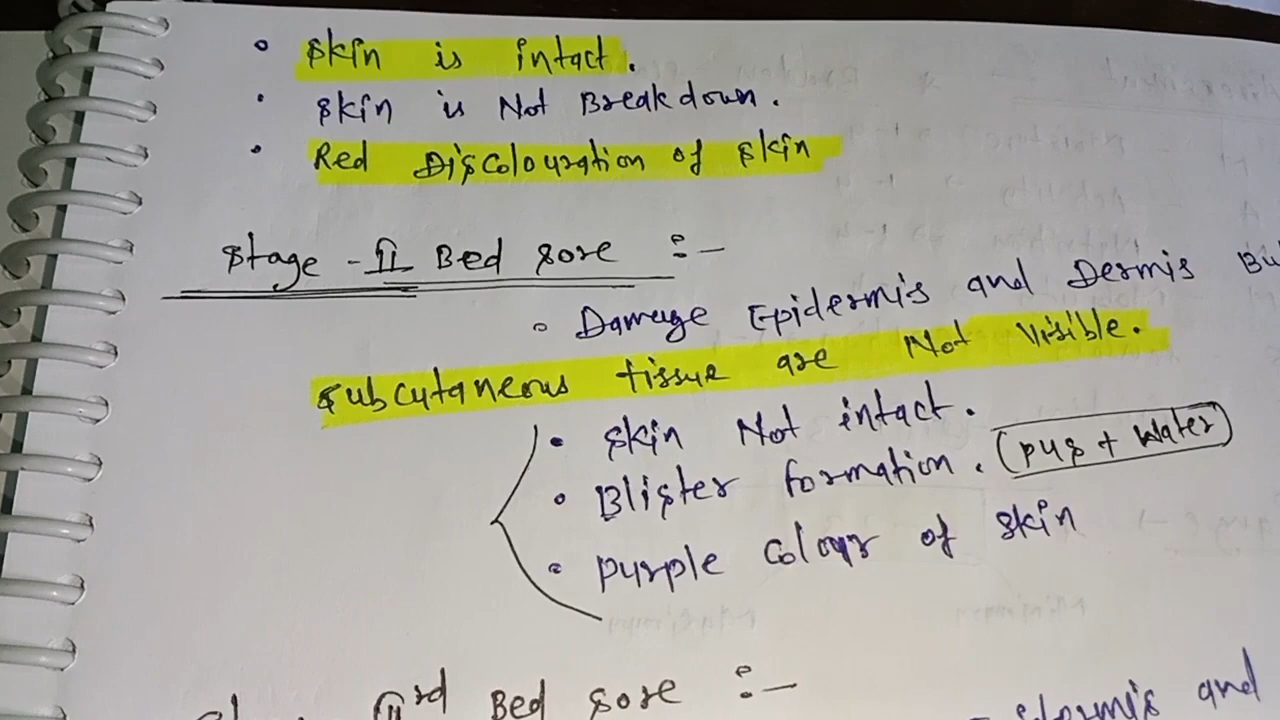 • Skin is intact.
• Skin is Not Breakdown.
• Red Discolouration of Skin
Stage - II Bed Sore :-
• Damage Epidermis and Dermis Bu
Subcutaneous tissue are Not Visible.
• Skin Not intact.
• Blister formation. (pus + Water)
• Purple Colour of Skin
rd Bed Sore :-
and